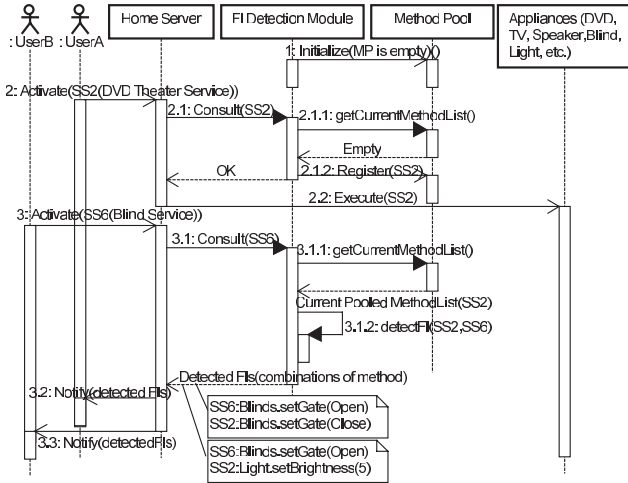 : UserB
: UserA
Home Server
FI Detection Module
Method Pool
Appliances (DVD,
TV, Speaker,Blind,
Light, etc.)
1: Initialize(MP is empty)()
2: Activate(SS2(DVD Theater Service))
2.1: Consult(SS2)
2.1.1: getCurrentMethodList()
Empty
OK
2.1.2: Register(SS2)
2.2: Execute(SS2)
3: Activate(SS6(Blind Service))
3.1: Consult(SS6)
3.1.1: getCurrentMethodList()
Current Pooled MethodList(SS2)
3.1.2: detectFI(SS2,SS6)
Detected FIs(combinations of method)
3.2: Notify(detected FIs)
SS6:Blinds.setGate(Open)
SS2:Blinds.setGate(Close)
3.3: Notify(detectedFIs)
SS6:Blinds.setGate(Open)
SS2:Light.setBrightness(5)